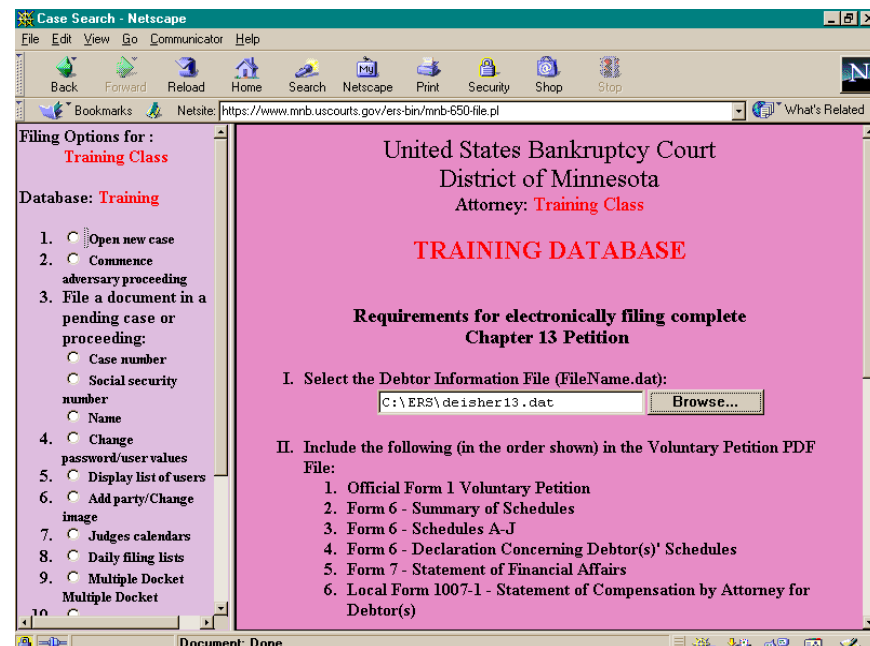 Case Search - Netscape
File Edit View Go Communicator Help
Back Forward Reload Home Search Netscape Print Security Shop Stop
My
N
Bookmarks Netsite: https://www.mnb.uscourts.gov/ers-bin/mnb-650-file.pl What's Related
Filing Options for :
Training Class
Database: Training
1. Open new case
2. Commence
adversary proceeding
3. File a document in a
pending case or
proceeding:
Case number
Social security
number
Name
4. Change
password/user values
5. Display list of users
6. Add party/Change
image
7. Judges calendars
8. Daily filing lists
9. Multiple Docket
Multiple Docket
10.
United States Bankruptcy Court
District of Minnesota
Attorney: Training Class
TRAINING DATABASE
Requirements for electronically filing complete
Chapter 13 Petition
I. Select the Debtor Information File (FileName.dat):
C:\ERS\deisher13.dat Browse...
II. Include the following (in the order shown) in the Voluntary Petition PDF
File:
1. Official Form 1 Voluntary Petition
2. Form 6 - Summary of Schedules
3. Form 6 - Schedules A-J
4. Form 6 - Declaration Concerning Debtor(s)' Schedules
5. Form 7 - Statement of Financial Affairs
6. Local Form 1007-1 - Statement of Compensation by Attorney for
Debtor(s)
Document: Done